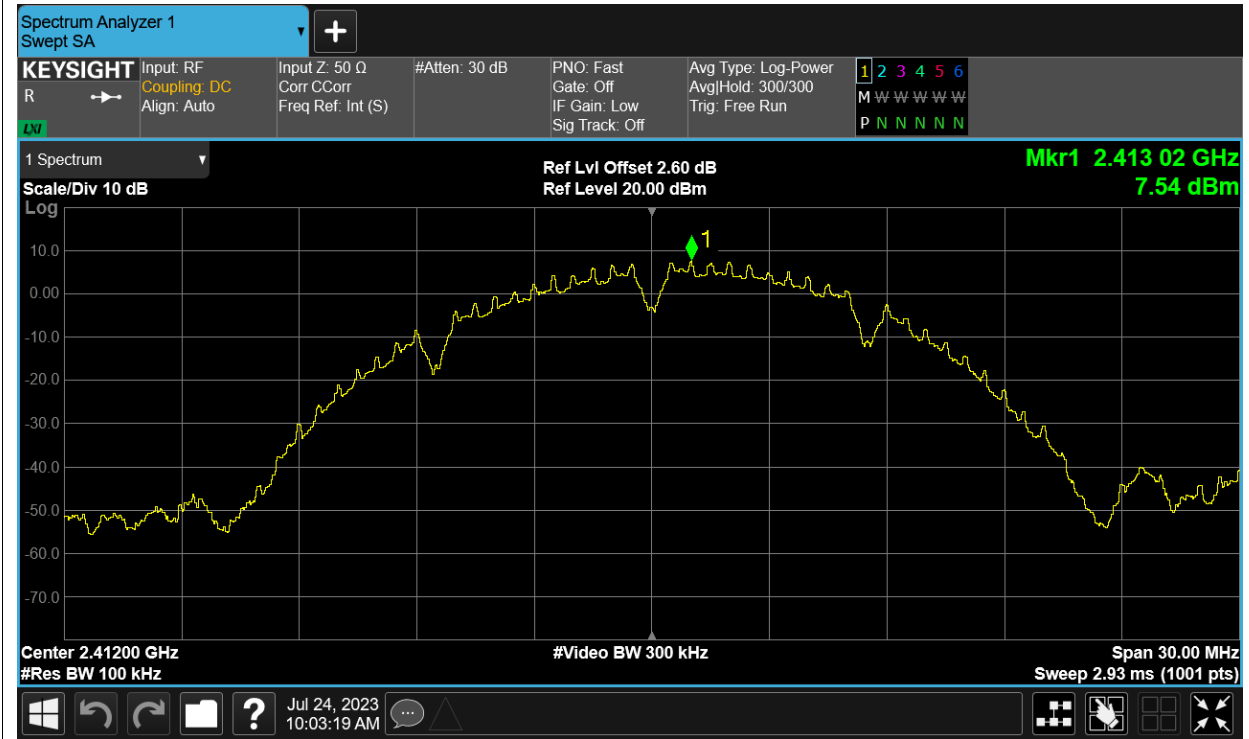 Spectrum Analyzer 1
Swept SA
KEYSIGHT
R
LXI
Input: RF
Coupling: DC
Align: Auto
Input Z: 50 Ω
Corr CCorr
Freq Ref: Int (S)
#Atten: 30 dB
PNO: Fast
Gate: Off
IF Gain: Low
Sig Track: Off
Avg Type: Log-Power
Avg|Hold: 300/300
Trig: Free Run
1 2 3 4 5 6
M W W W W W W
P N N N N N N
1 Spectrum
Scale/Div 10 dB
Log
Ref Lvl Offset 2.60 dB
Ref Level 20.00 dBm
Mkr1 2.413 02 GHz
7.54 dBm
1
10.0
0.00
-10.0
-20.0
-30.0
-40.0
-50.0
-60.0
-70.0
Center 2.41200 GHz
#Res BW 100 kHz
#Video BW 300 kHz
Span 30.00 MHz
Sweep 2.93 ms (1001 pts)
?
Jul 24, 2023
10:03:19 AM